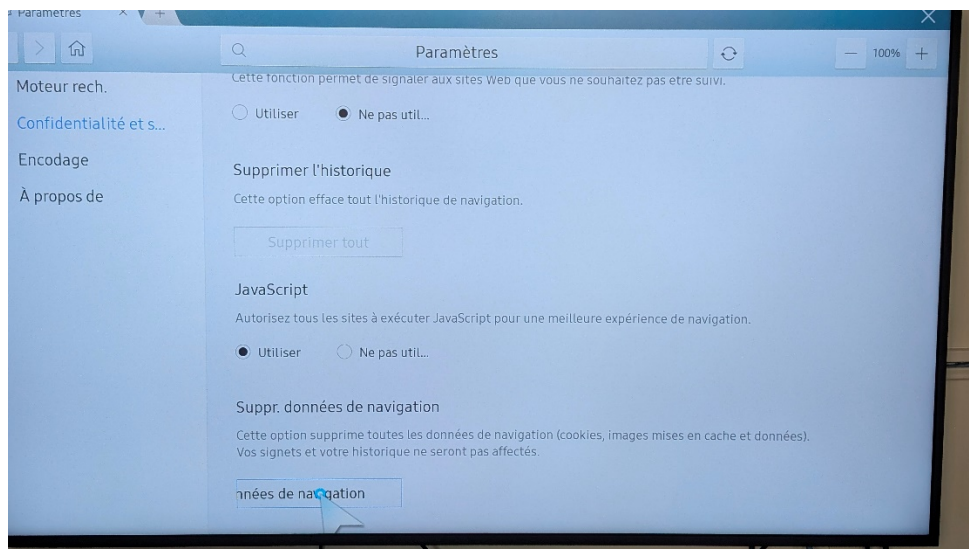 Paramètres × +
Paramètres
100%
Moteur rech.
Confidentialité et s...
Encodage
À propos de
Cette fonction permet de signaler aux sites Web que vous ne souhaitez pas être suivi.
Utiliser Ne pas util...
Supprimer l'historique
Cette option efface tout l'historique de navigation.
Supprimer tout
JavaScript
Autorisez tous les sites à exécuter JavaScript pour une meilleure expérience de navigation.
Utiliser Ne pas util...
Suppr. données de navigation
Cette option supprime toutes les données de navigation (cookies, images mises en cache et données).
Vos signets et votre historique ne seront pas affectés.
nnées de navigation